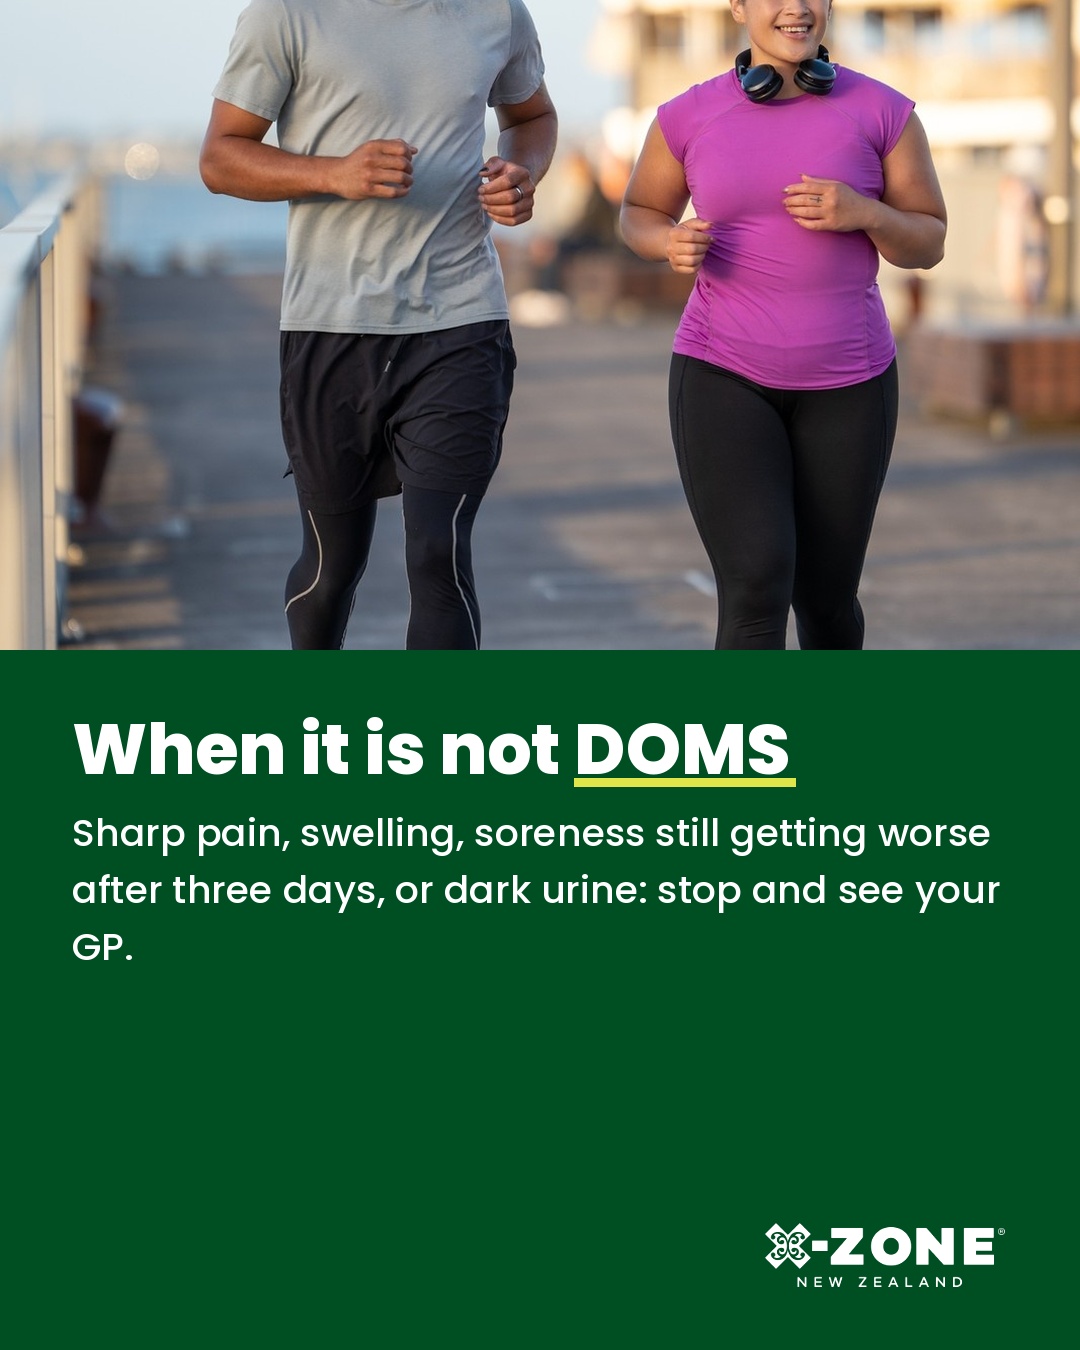 When it is not DOMS
Sharp pain, swelling, soreness still getting worse
after three days, or dark urine: stop and see your
GP.
X-ZONE®
NEW ZEALAND